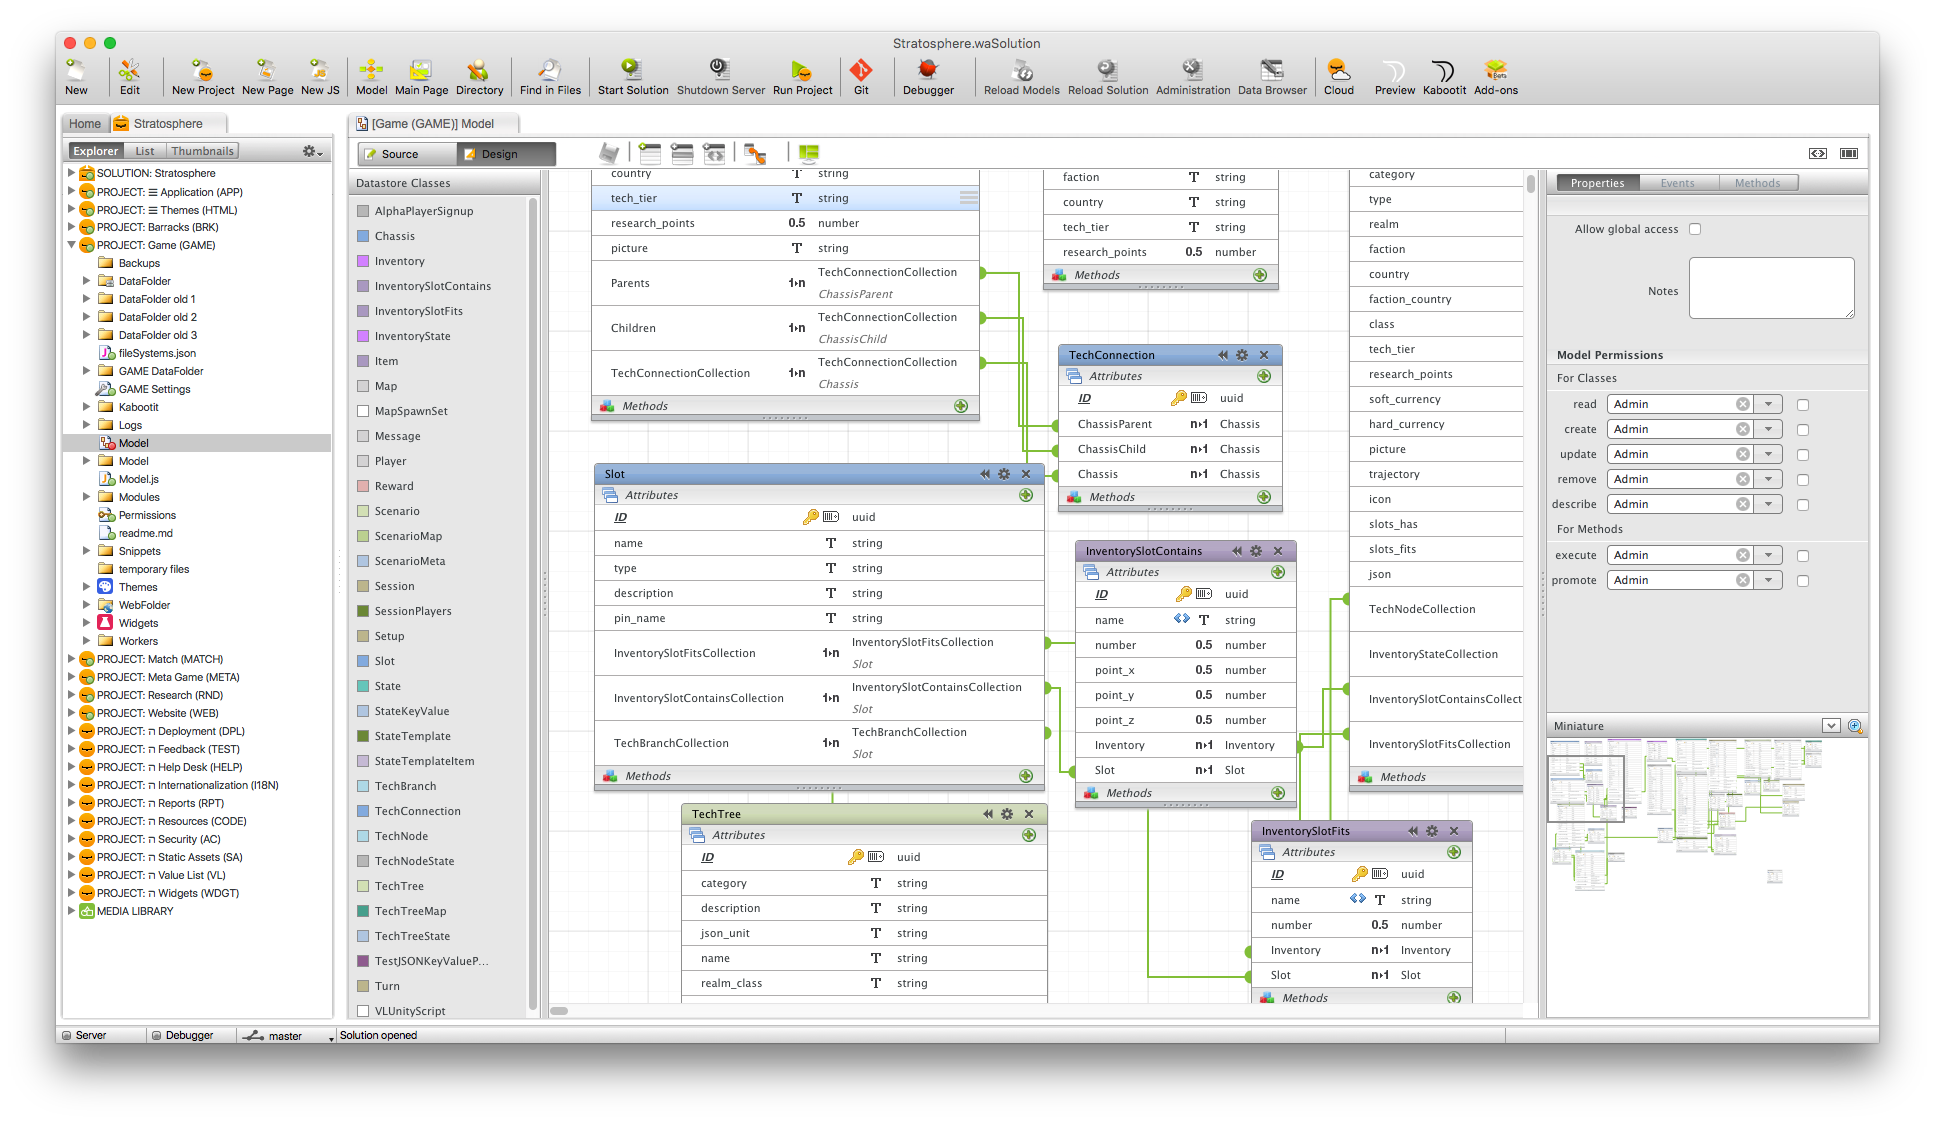 Stratosphere.waSolution
New
Edit
New Project
New Page
New JS
Model
Main Page
Directory
Find in Files
Start Solution
Shutdown Server
Run Project
Git
Debugger
Reload Models
Reload Solution
Administration
Data Browser
Cloud
Preview
Kabootit
Add-ons
Home
Stratosphere
[Game (GAME)] Model
Explorer
List
Thumbnails
SOLUTION: Stratosphere
PROJECT: Application (APP)
PROJECT: Themes (HTML)
PROJECT: Barracks (BRK)
PROJECT: Game (GAME)
Backups
DataFolder
DataFolder old 1
DataFolder old 2
DataFolder old 3
fileSystems.json
GAME DataFolder
GAME Settings
Kabootit
Logs
Model
Model
Model.js
Modules
Permissions
readme.md
Snippets
temporary files
Themes
WebFolder
Widgets
Workers
PROJECT: Match (MATCH)
PROJECT: Meta Game (META)
PROJECT: Research (RND)
PROJECT: Website (WEB)
PROJECT: ח Deployment (DPL)
PROJECT: ח Feedback (TEST)
PROJECT: ח Help Desk (HELP)
PROJECT: ח Internationalization (I18N)
PROJECT: ח Reports (RPT)
PROJECT: ח Resources (CODE)
PROJECT: ח Security (AC)
PROJECT: ח Static Assets (SA)
PROJECT: ח Value List (VL)
PROJECT: ח Widgets (WDGT)
MEDIA LIBRARY
Source
Design
Datastore Classes
AlphaPlayerSignup
Chassis
Inventory
InventorySlotContains
InventorySlotFits
InventoryState
Item
Map
MapSpawnSet
Message
Player
Reward
Scenario
ScenarioMap
ScenarioMeta
Session
SessionPlayers
Setup
Slot
State
StateKeyValue
StateTemplate
StateTemplateItem
TechBranch
TechConnection
TechNode
TechNodeState
TechTree
TechTreeMap
TechTreeState
TestJSONKeyValueP...
Turn
VLUnityScript
country T string
tech_tier T string
research_points 0.5 number
picture T string
Parents 1▸n TechConnectionCollection
ChassisParent
Children 1▸n TechConnectionCollection
ChassisChild
TechConnectionCollection 1▸n TechConnectionCollection
Chassis
Methods
Slot
Attributes
ID uuid
name T string
type T string
description T string
pin_name T string
InventorySlotFitsCollection 1▸n InventorySlotFitsCollection
Slot
InventorySlotContainsCollection 1▸n InventorySlotContainsCollection
Slot
TechBranchCollection 1▸n TechBranchCollection
Slot
Methods
TechTree
Attributes
ID uuid
category T string
description T string
json_unit T string
name T string
realm_class T string
faction T string
country T string
tech_tier T string
research_points 0.5 number
Methods
TechConnection
Attributes
ID uuid
ChassisParent n▸1 Chassis
ChassisChild n▸1 Chassis
Chassis n▸1 Chassis
Methods
InventorySlotContains
Attributes
ID uuid
name T string
number 0.5 number
point_x 0.5 number
point_y 0.5 number
point_z 0.5 number
Inventory n▸1 Inventory
Slot n▸1 Slot
Methods
InventorySlotFits
Attributes
ID uuid
name T string
number 0.5 number
Inventory n▸1 Inventory
Slot n▸1 Slot
Methods
category
type
realm
faction
country
faction_country
class
tech_tier
research_points
soft_currency
hard_currency
picture
trajectory
icon
slots_has
slots_fits
json
TechNodeCollection
InventoryStateCollection
InventorySlotContainsCollect
InventorySlotFitsCollection
Methods
Properties
Events
Methods
Allow global access
Notes
Model Permissions
For Classes
read Admin
create Admin
update Admin
remove Admin
describe Admin
For Methods
execute Admin
promote Admin
Miniature
Server
Debugger
master
Solution opened